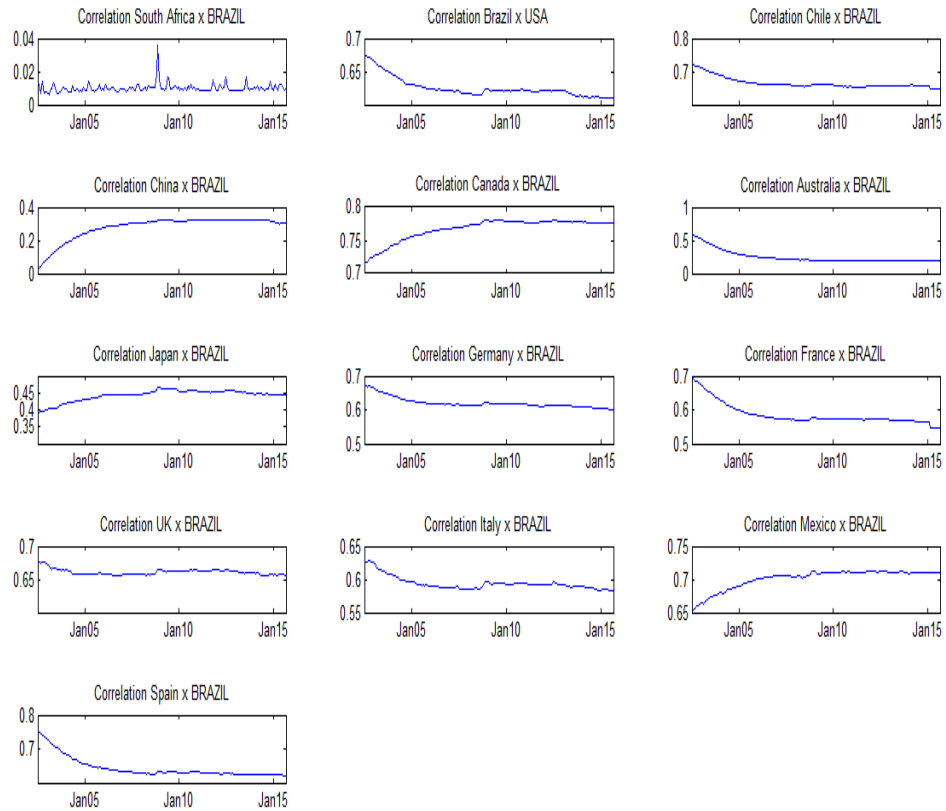 Correlation South Africa x BRAZIL
0.04
0.02
0
Jan05 Jan10 Jan15
Correlation Brazil x USA
0.7
0.65
Jan05 Jan10 Jan15
Correlation Chile x BRAZIL
0.8
0.7
Jan05 Jan10 Jan15
Correlation China x BRAZIL
0.4
0.2
0
Jan05 Jan10 Jan15
Correlation Canada x BRAZIL
0.8
0.75
0.7
Jan05 Jan10 Jan15
Correlation Australia x BRAZIL
1
0.5
0
Jan05 Jan10 Jan15
Correlation Japan x BRAZIL
0.45
0.4
0.35
Jan05 Jan10 Jan15
Correlation Germany x BRAZIL
0.7
0.6
0.5
Jan05 Jan10 Jan15
Correlation France x BRAZIL
0.7
0.6
0.5
Jan05 Jan10 Jan15
Correlation UK x BRAZIL
0.7
0.65
Jan05 Jan10 Jan15
Correlation Italy x BRAZIL
0.65
0.6
0.55
Jan05 Jan10 Jan15
Correlation Mexico x BRAZIL
0.75
0.7
0.65
Jan05 Jan10 Jan15
Correlation Spain x BRAZIL
0.8
0.7
Jan05 Jan10 Jan15